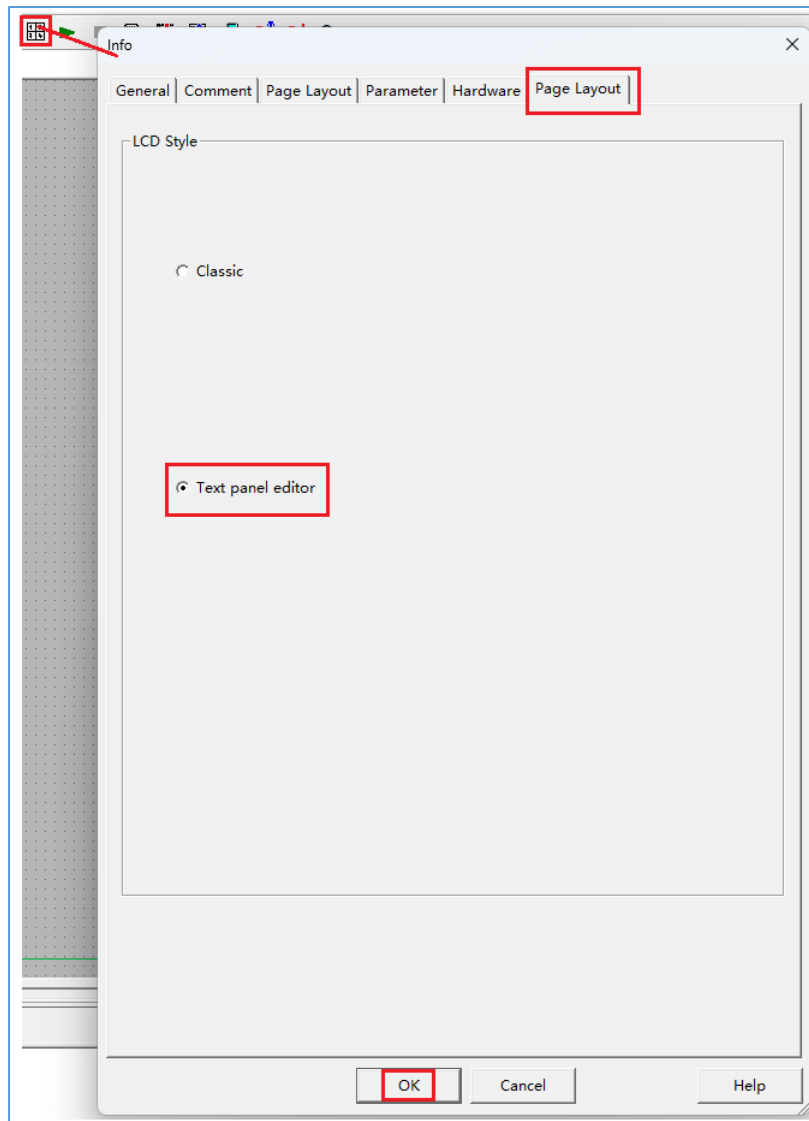 Info
General Comment Page Layout Parameter Hardware Page Layout
LCD Style
Classic
Text panel editor
OK Cancel Help